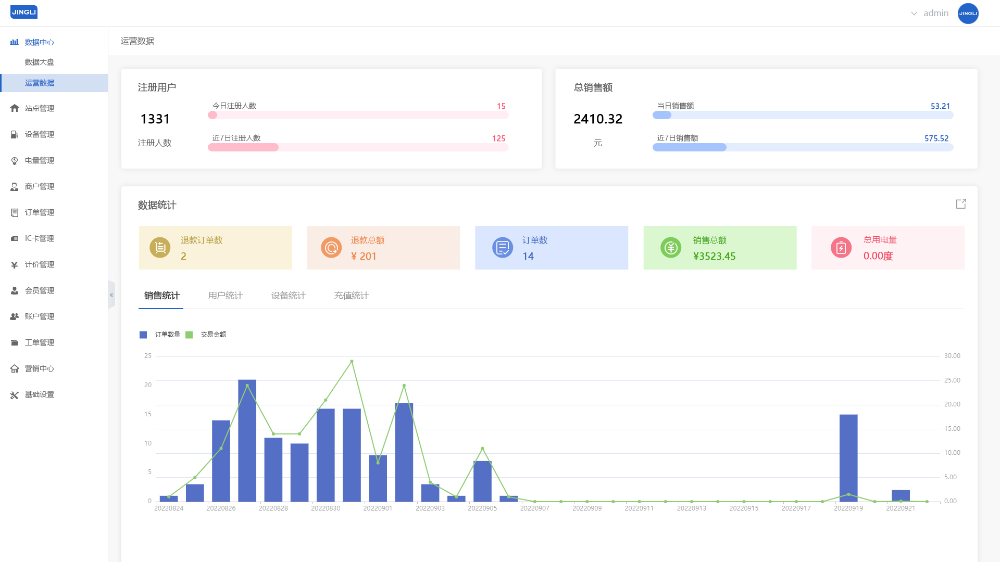 JINGLI
admin
JINGLI
数据中心
数据大盘
运营数据
站点管理
设备管理
电量管理
商户管理
订单管理
IC卡管理
计价管理
会员管理
账户管理
工单管理
营销中心
基础设置
«
运营数据
注册用户
1331
注册人数
今日注册人数
15
近7日注册人数
125
总销售额
2410.32
元
当日销售额
53.21
近7日销售额
575.52
数据统计
退款订单数
2
退款总额
¥ 201
订单数
14
销售总额
¥3523.45
总用电量
0.00度
销售统计
用户统计
设备统计
充值统计
订单数量
交易金额
25
20
15
10
5
0
30.00
25.00
20.00
15.00
10.00
5.00
0.00
20220824
20220826
20220828
20220830
20220901
20220903
20220905
20220907
20220909
20220911
20220913
20220915
20220917
20220919
20220921